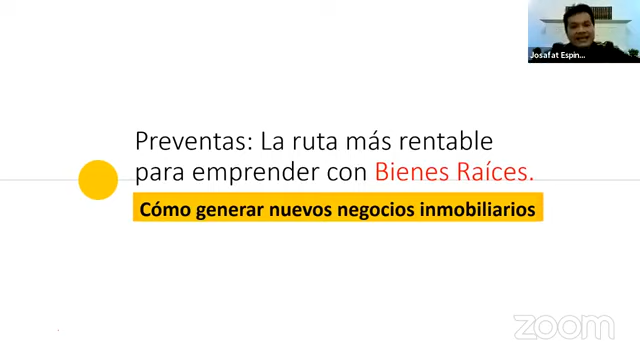 Josafat Espin...
Preventas: La ruta más rentable
para emprender con Bienes Raíces.
Cómo generar nuevos negocios inmobiliarios
zoom